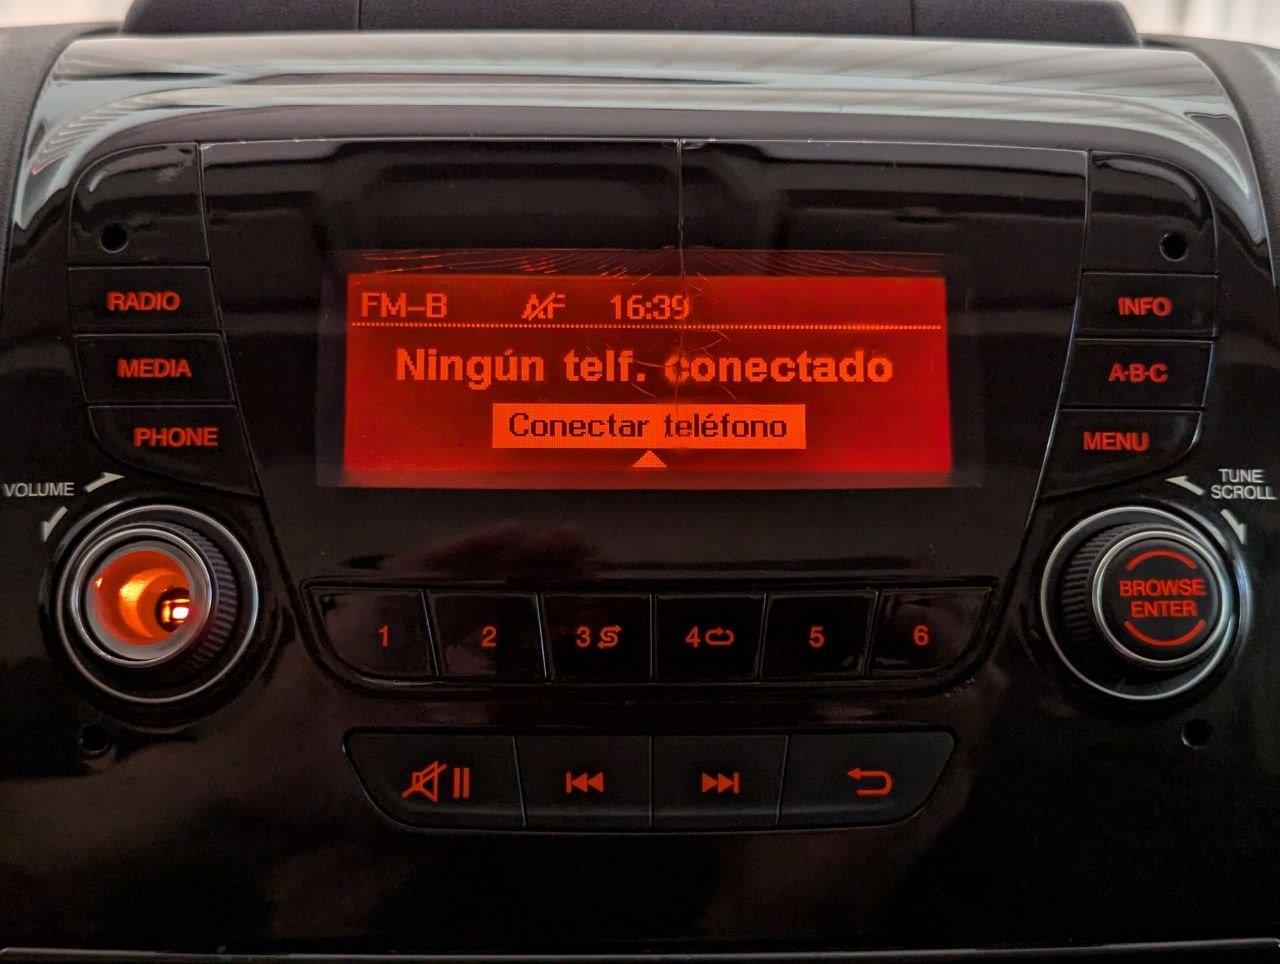 FM-B AF 16:39
Ningún telf. conectado
Conectar teléfono
RADIO
MEDIA
PHONE
VOLUME
INFO
A·B·C
MENU
TUNE
SCROLL
BROWSE
ENTER
1 2 3 4 5 6